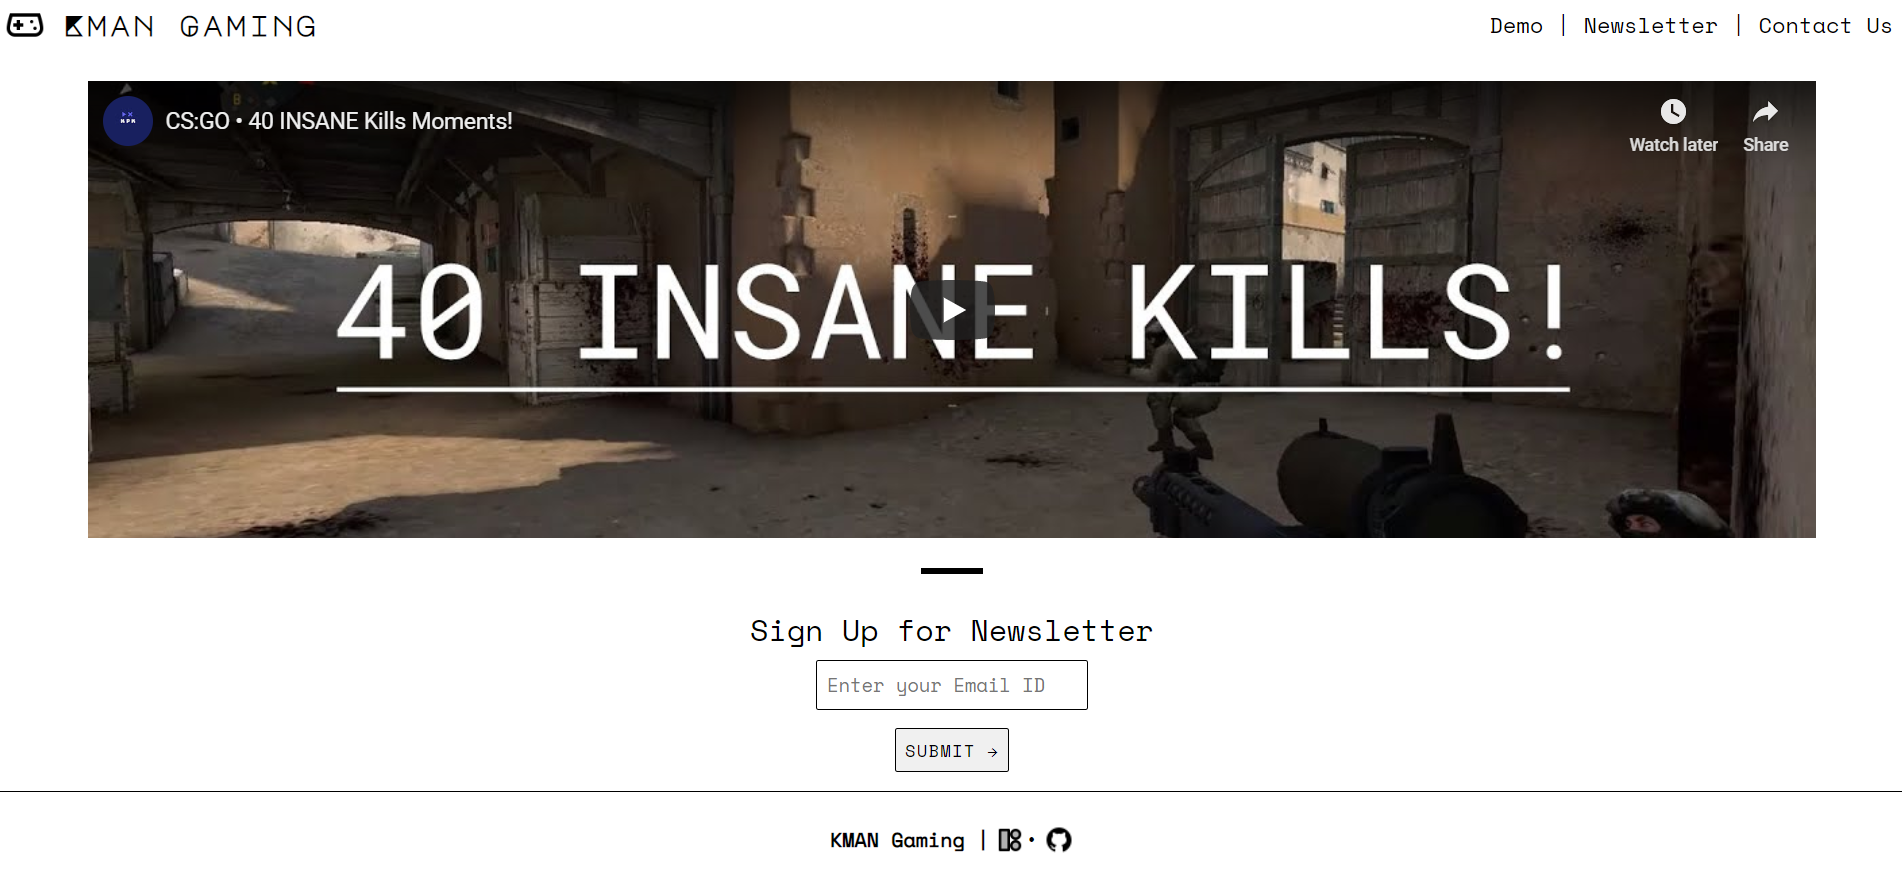 KMAN GAMING
Demo | Newsletter | Contact Us
CS:GO • 40 INSANE Kills Moments!
Watch later
Share
40 INSANE KILLS!
Sign Up for Newsletter
Enter your Email ID
SUBMIT →
KMAN Gaming | •